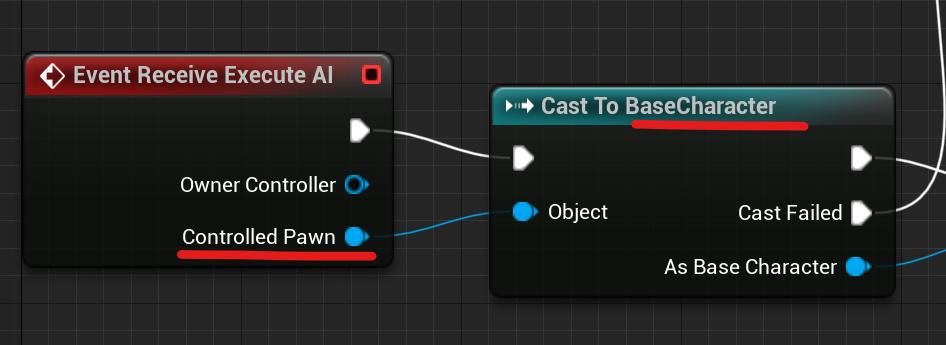 Event Receive Execute AI
Cast To BaseCharacter
Owner Controller
Object
Cast Failed
Controlled Pawn
As Base Character